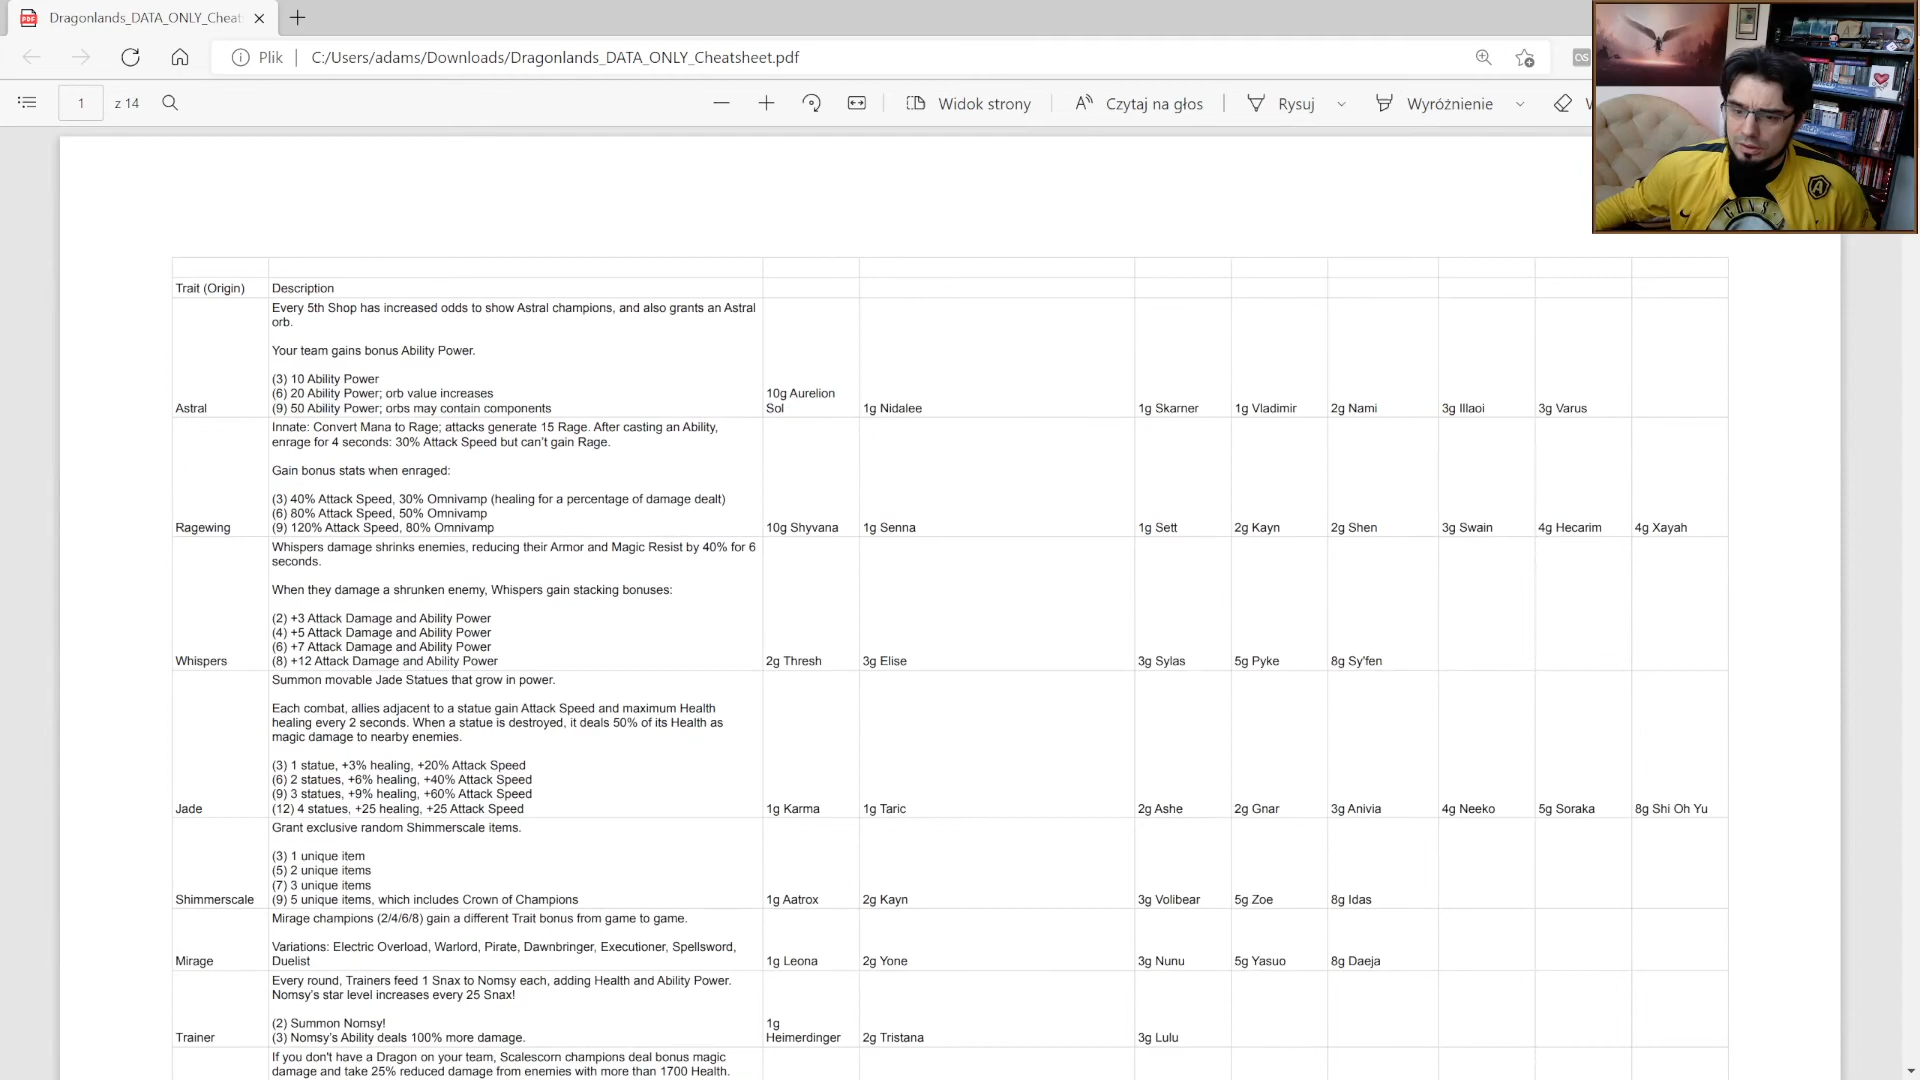 Dragonlands_DATA_ONLY_Cheat
Plik
C:/Users/adams/Downloads/Dragonlands_DATA_ONLY_Cheatsheet.pdf
1 z 14
Widok strony
Czytaj na głos
Rysuj
Wyróżnienie
Trait (Origin) Description
Every 5th Shop has increased odds to show Astral champions, and also grants an Astral
orb.
Your team gains bonus Ability Power.
(3) 10 Ability Power
(6) 20 Ability Power; orb value increases
(9) 50 Ability Power; orbs may contain components
Astral
10g Aurelion
Sol
1g Nidalee
1g Skarner
1g Vladimir
2g Nami
3g Illaoi
3g Varus
Innate: Convert Mana to Rage; attacks generate 15 Rage. After casting an Ability,
enrage for 4 seconds: 30% Attack Speed but can't gain Rage.
Gain bonus stats when enraged:
(3) 40% Attack Speed, 30% Omnivamp (healing for a percentage of damage dealt)
(6) 80% Attack Speed, 50% Omnivamp
(9) 120% Attack Speed, 80% Omnivamp
Ragewing
10g Shyvana
1g Senna
1g Sett
2g Kayn
2g Shen
3g Swain
4g Hecarim
4g Xayah
Whispers damage shrinks enemies, reducing their Armor and Magic Resist by 40% for 6
seconds.
When they damage a shrunken enemy, Whispers gain stacking bonuses:
(2) +3 Attack Damage and Ability Power
(4) +5 Attack Damage and Ability Power
(6) +7 Attack Damage and Ability Power
(8) +12 Attack Damage and Ability Power
Whispers
2g Thresh
3g Elise
3g Sylas
5g Pyke
8g Sy'fen
Summon movable Jade Statues that grow in power.
Each combat, allies adjacent to a statue gain Attack Speed and maximum Health
healing every 2 seconds. When a statue is destroyed, it deals 50% of its Health as
magic damage to nearby enemies.
(3) 1 statue, +3% healing, +20% Attack Speed
(6) 2 statues, +6% healing, +40% Attack Speed
(9) 3 statues, +9% healing, +60% Attack Speed
(12) 4 statues, +25 healing, +25 Attack Speed
Jade
1g Karma
1g Taric
2g Ashe
2g Gnar
3g Anivia
4g Neeko
5g Soraka
8g Shi Oh Yu
Grant exclusive random Shimmerscale items.
(3) 1 unique item
(5) 2 unique items
(7) 3 unique items
(9) 5 unique items, which includes Crown of Champions
Shimmerscale
1g Aatrox
2g Kayn
3g Volibear
5g Zoe
8g Idas
Mirage champions (2/4/6/8) gain a different Trait bonus from game to game.
Variations: Electric Overload, Warlord, Pirate, Dawnbringer, Executioner, Spellsword,
Duelist
Mirage
1g Leona
2g Yone
3g Nunu
5g Yasuo
8g Daeja
Every round, Trainers feed 1 Snax to Nomsy each, adding Health and Ability Power.
Nomsy's star level increases every 25 Snax!
(2) Summon Nomsy!
(3) Nomsy's Ability deals 100% more damage.
Trainer
1g
Heimerdinger
2g Tristana
3g Lulu
If you don't have a Dragon on your team, Scalescorn champions deal bonus magic
damage and take 25% reduced damage from enemies with more than 1700 Health.